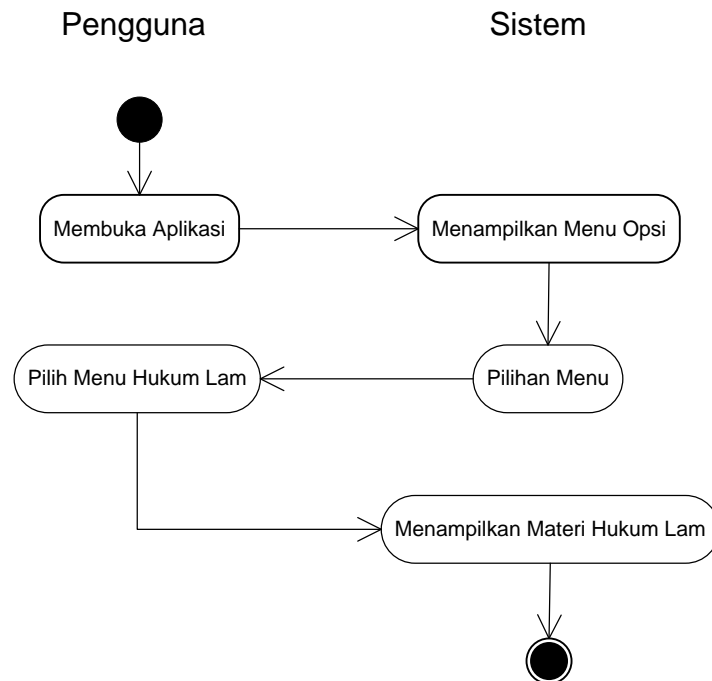 Pengguna
Sistem
Membuka Aplikasi
Menampilkan Menu Opsi
Pilih Menu Hukum Lam
Pilihan Menu
Menampilkan Materi Hukum Lam